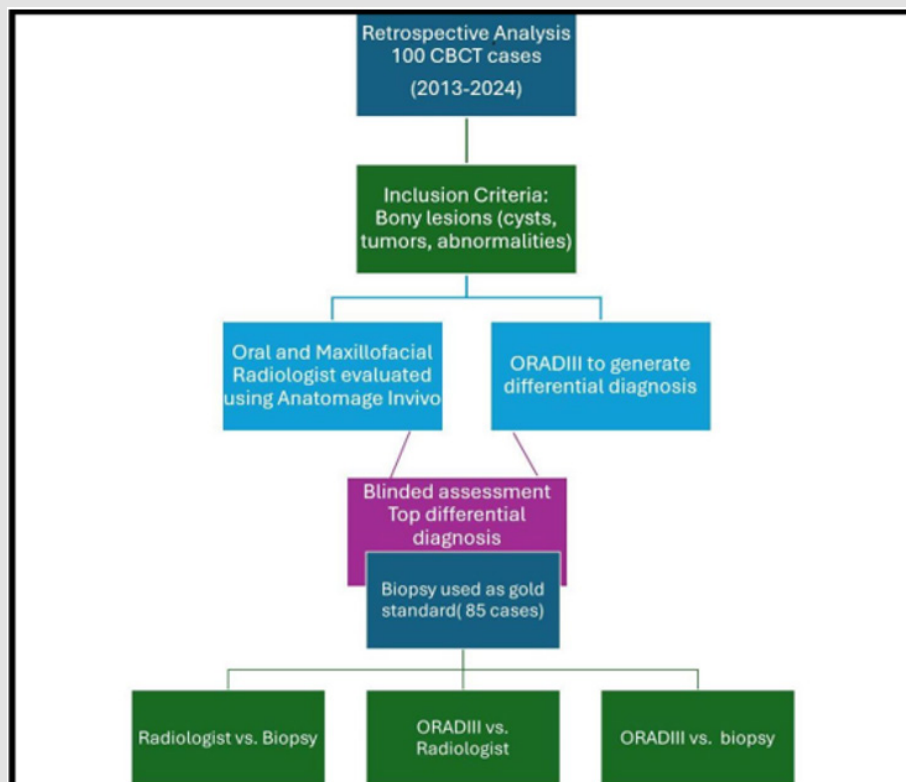 Retrospective Analysis
100 CBCT cases
(2013-2024)
Inclusion Criteria:
Bony lesions (cysts,
tumors, abnormalities)
Oral and Maxillofacial
Radiologist evaluated
using Anatomage Invivo
ORADIII to generate
differential diagnosis
Blinded assessment
Top differential
diagnosis
Biopsy used as gold
standard( 85 cases)
Radiologist vs. Biopsy
ORADIII vs.
Radiologist
ORADIII vs. biopsy